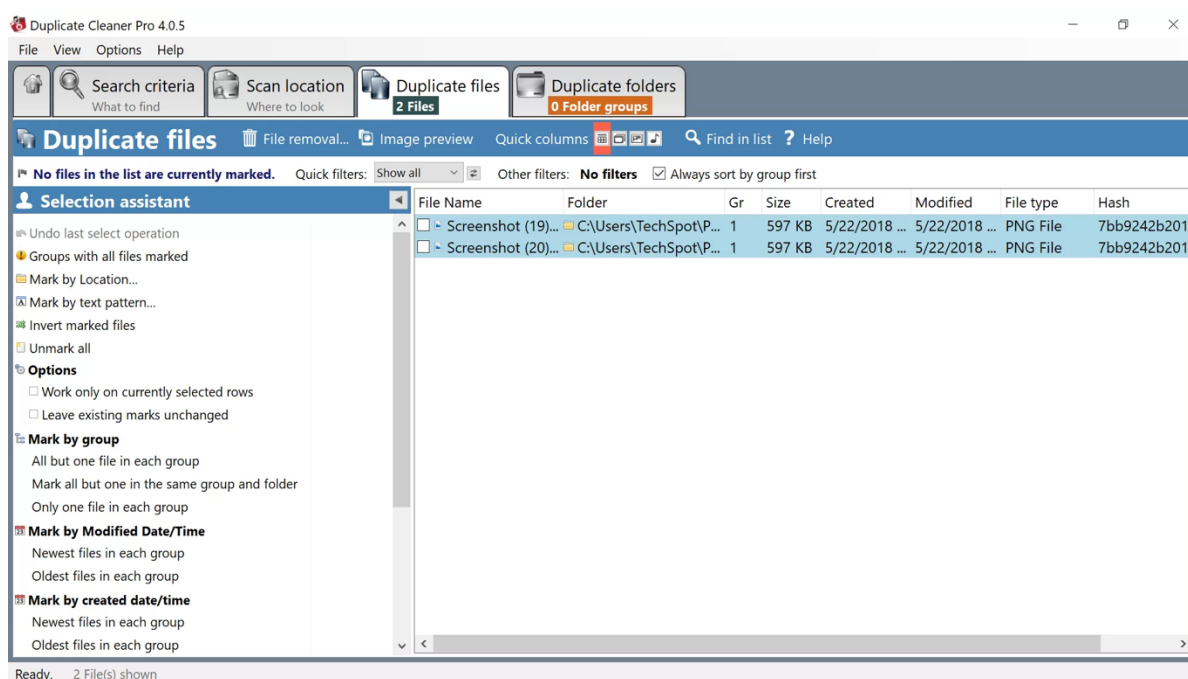 Duplicate Cleaner Pro 4.0.5
File View Options Help
Search criteria
What to find
Scan location
Where to look
Duplicate files
2 Files
Duplicate folders
0 Folder groups
Duplicate files File removal... Image preview Quick columns Find in list ? Help
No files in the list are currently marked. Quick filters: Show all Other filters: No filters Always sort by group first
Selection assistant
Undo last select operation
Groups with all files marked
Mark by Location...
Mark by text pattern...
Invert marked files
Unmark all
Options
Work only on currently selected rows
Leave existing marks unchanged
Mark by group
All but one file in each group
Mark all but one in the same group and folder
Only one file in each group
Mark by Modified Date/Time
Newest files in each group
Oldest files in each group
Mark by created date/time
Newest files in each group
Oldest files in each group
File Name Folder Gr Size Created Modified File type Hash
Screenshot (19)... C:\Users\TechSpot\P... 1 597 KB 5/22/2018 ... 5/22/2018 ... PNG File 7bb9242b201
Screenshot (20)... C:\Users\TechSpot\P... 1 597 KB 5/22/2018 ... 5/22/2018 ... PNG File 7bb9242b201
Ready. 2 File(s) shown